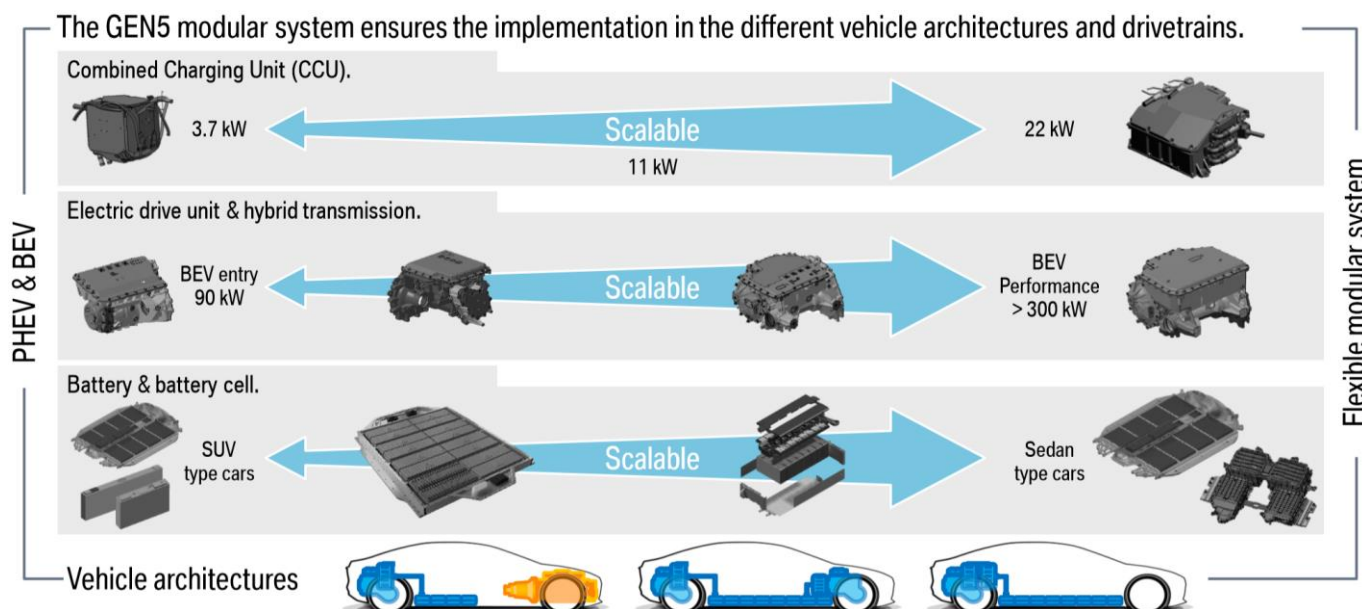 The GEN5 modular system ensures the implementation in the different vehicle architectures and drivetrains.
Combined Charging Unit (CCU).
3.7 kW
Scalable
11 kW
22 kW
Electric drive unit & hybrid transmission.
BEV entry
90 kW
Scalable
BEV
Performance
> 300 kW
Battery & battery cell.
SUV
type cars
Scalable
Sedan
type cars
Vehicle architectures
PHEV & BEV
Flexible modular system